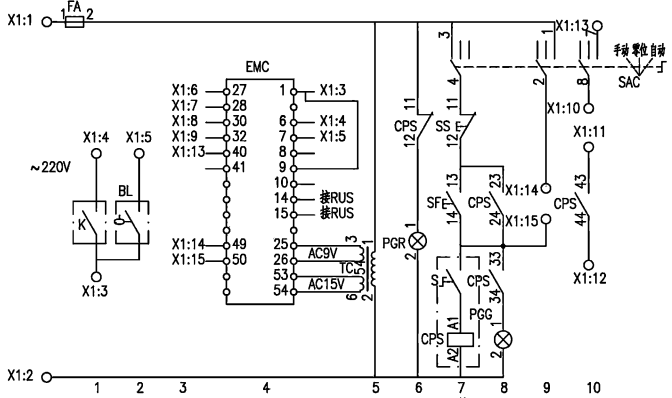 X1:1 1 FA 2
3 1 X1:13 7
手动 零位 自动
EMC
SAC
X1:6 27 1 X1:3
X1:7 28
X1:8 30 6 X1:4
X1:9 32 7 X1:5
X1:13 40 8
41 9
10
14 接RUS
15 接RUS
X1:14 49 25 3 1
AC9V
X1:15 50 26 5 4 TC
53
AC15V
54 6 2
X1:4 X1:5
~220V
BL
K
X1:3
11 CPS 12
PGR 1 2
4
11 SS E 12
13 SF E 14
23 CPS 24
SF
33 CPS 34
PGG 1 2
CPS A1 A2
2
X1:14
X1:15
8
X1:10
X1:11
43 CPS 44
X1:12
X1:2
1 2 3 4 5 6 7 8 9 10